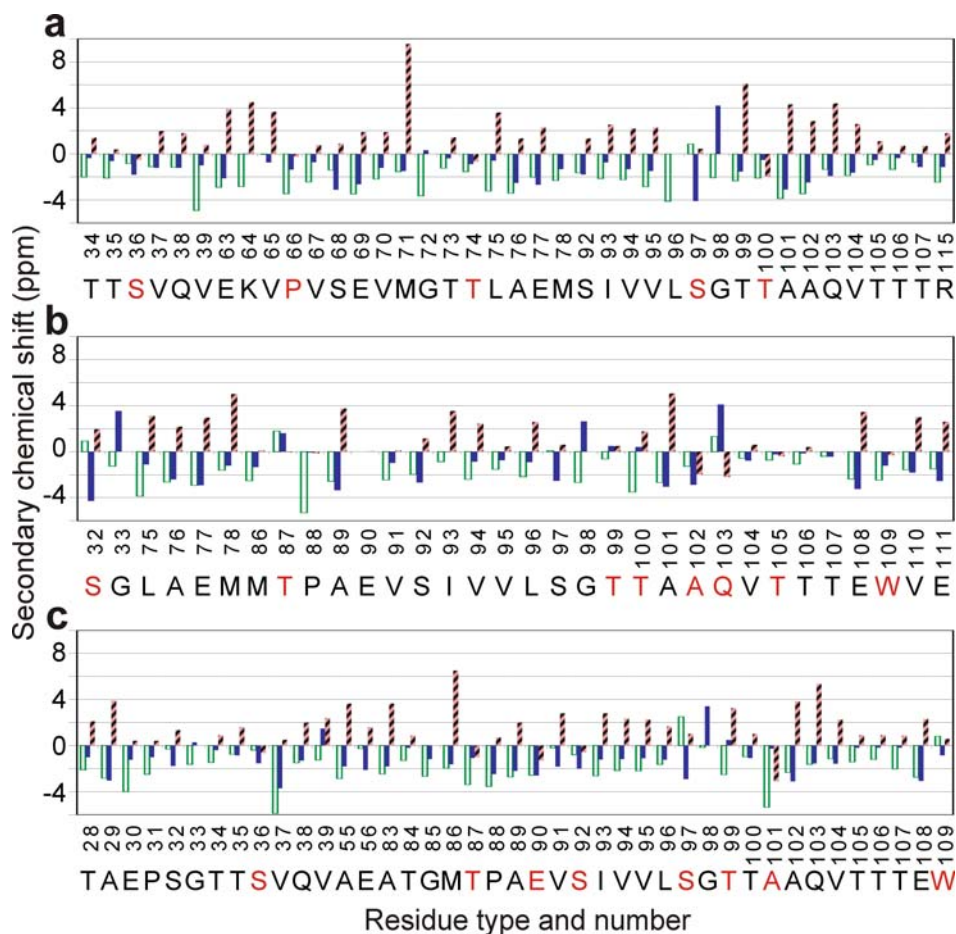 a
8
4
0
-4
34 35 36 37 38 39 63 64 65 66 67 68 69 70 71 72 73 74 75 76 77 78 92 93 94 95 96 97 98 99 100 101 102 103 104 105 106 107 115
TTSVQVEKVPVSEVMGTTLAEMSIVVLSGTTAAQVTTTR
b
8
4
0
-4
32 33 75 76 77 78 86 87 88 89 90 91 92 93 94 95 96 97 98 99 100 101 102 103 104 105 106 107 108 109 110 111
SGLAEMMTPAEVSIVVLSGTTAAQVTTTEWVE
c
8
4
0
-4
28 29 30 31 32 33 34 35 36 37 38 39 55 56 83 84 85 86 87 88 89 90 91 92 93 94 95 96 97 98 99 100 101 102 103 104 105 106 107 108 109
TAEPSGTTSVQVAEATGMTPAEVSIVVLSGTTAAQVTTTEW
Secondary chemical shift (ppm)
Residue type and number